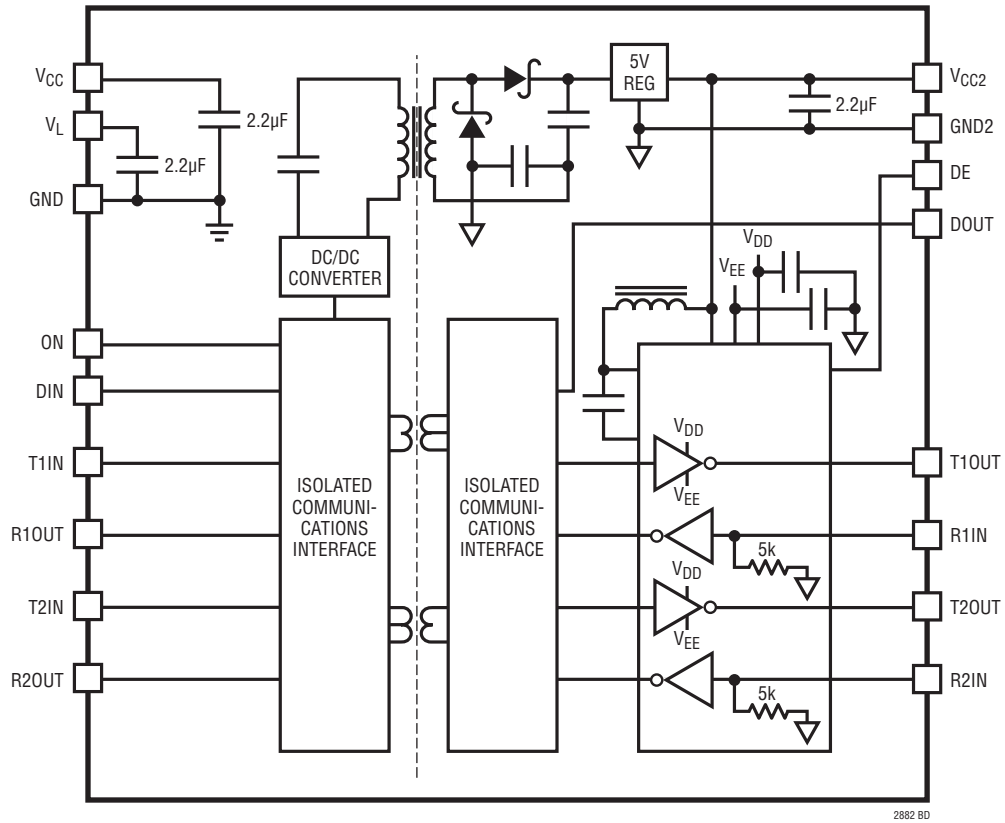 VCC
VL
GND
ON
DIN
T1IN
R1OUT
T2IN
R2OUT
2.2µF
2.2µF
DC/DC
CONVERTER
ISOLATED
COMMUNI-
CATIONS
INTERFACE
ISOLATED
COMMUNI-
CATIONS
INTERFACE
5V
REG
2.2µF
VDD
VEE
VDD
VEE
5k
VDD
VEE
5k
VCC2
GND2
DE
DOUT
T1OUT
R1IN
T2OUT
R2IN
2882 BD